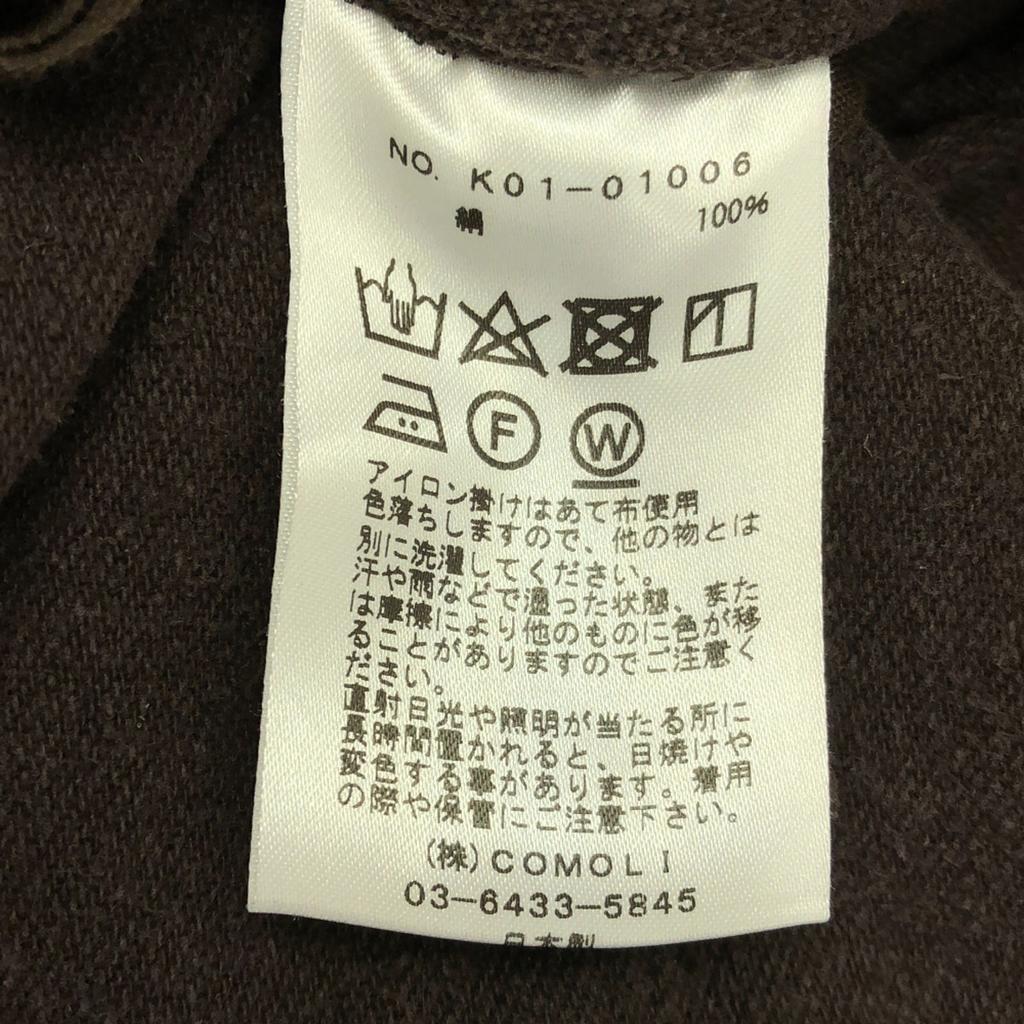 NO. K01-01006
絹 100%
F W
アイロン掛けはあて布使用
色落ちしますので、他の物とは
別に洗濯してください。
汗や雨などで湿った状態、また
は摩擦により他のものに色が移
ることがありますのでご注意く
ださい。
直射日光や照明が当たる所に
長時間置かれると、日焼けや
変色する事があります。着用
の際や保管にご注意下さい。
(株)COMOLI
03-6433-5845
日本製